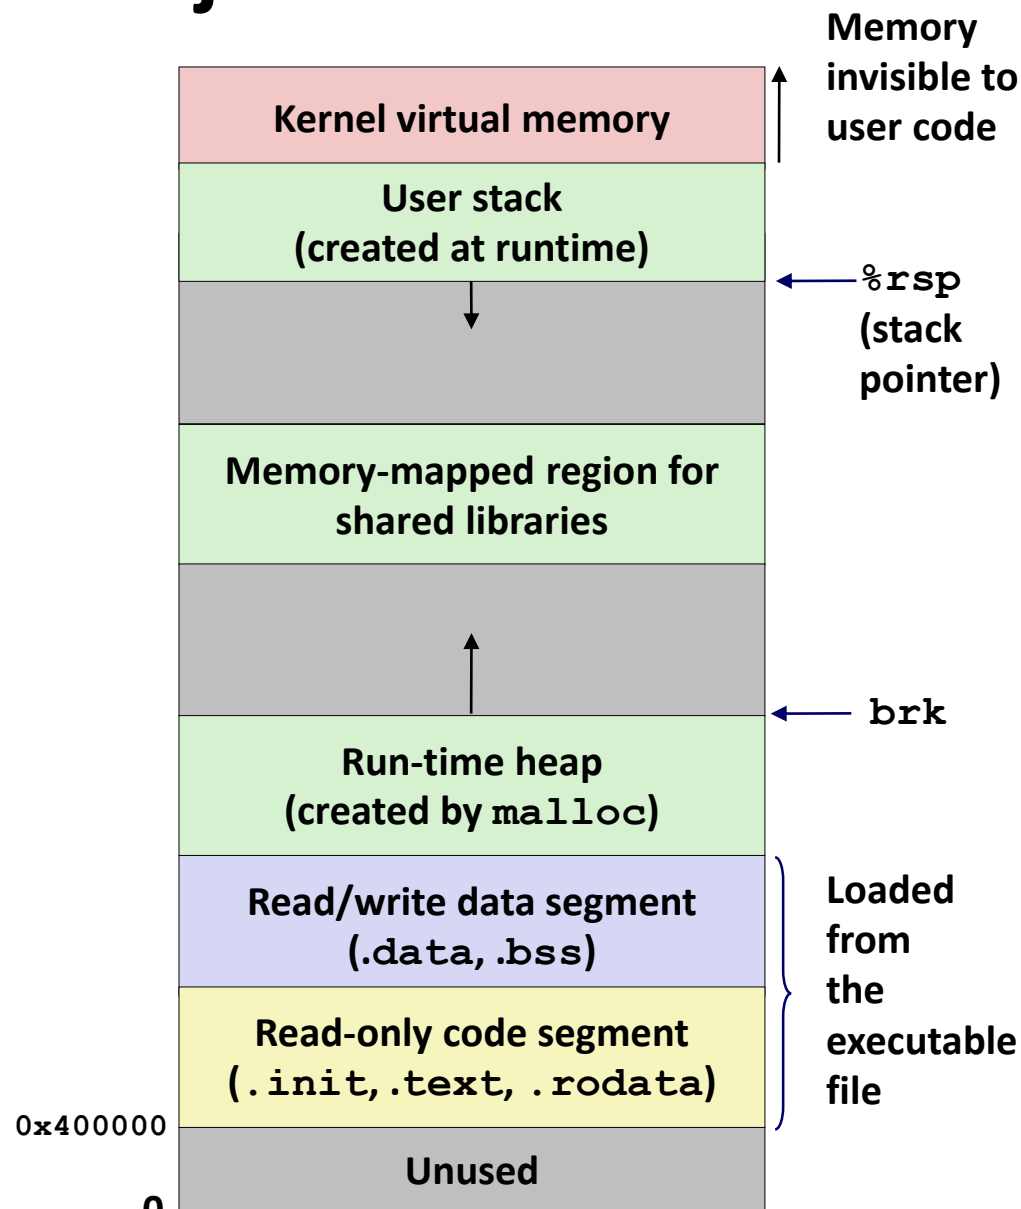 Memory
invisible to
user code
Kernel virtual memory
User stack
(created at runtime)
%rsp
(stack
pointer)
Memory-mapped region for
shared libraries
brk
Run-time heap
(created by malloc)
Read/write data segment
(.data, .bss)
Loaded
from
the
executable
file
Read-only code segment
(.init, .text, .rodata)
0x400000
Unused
0